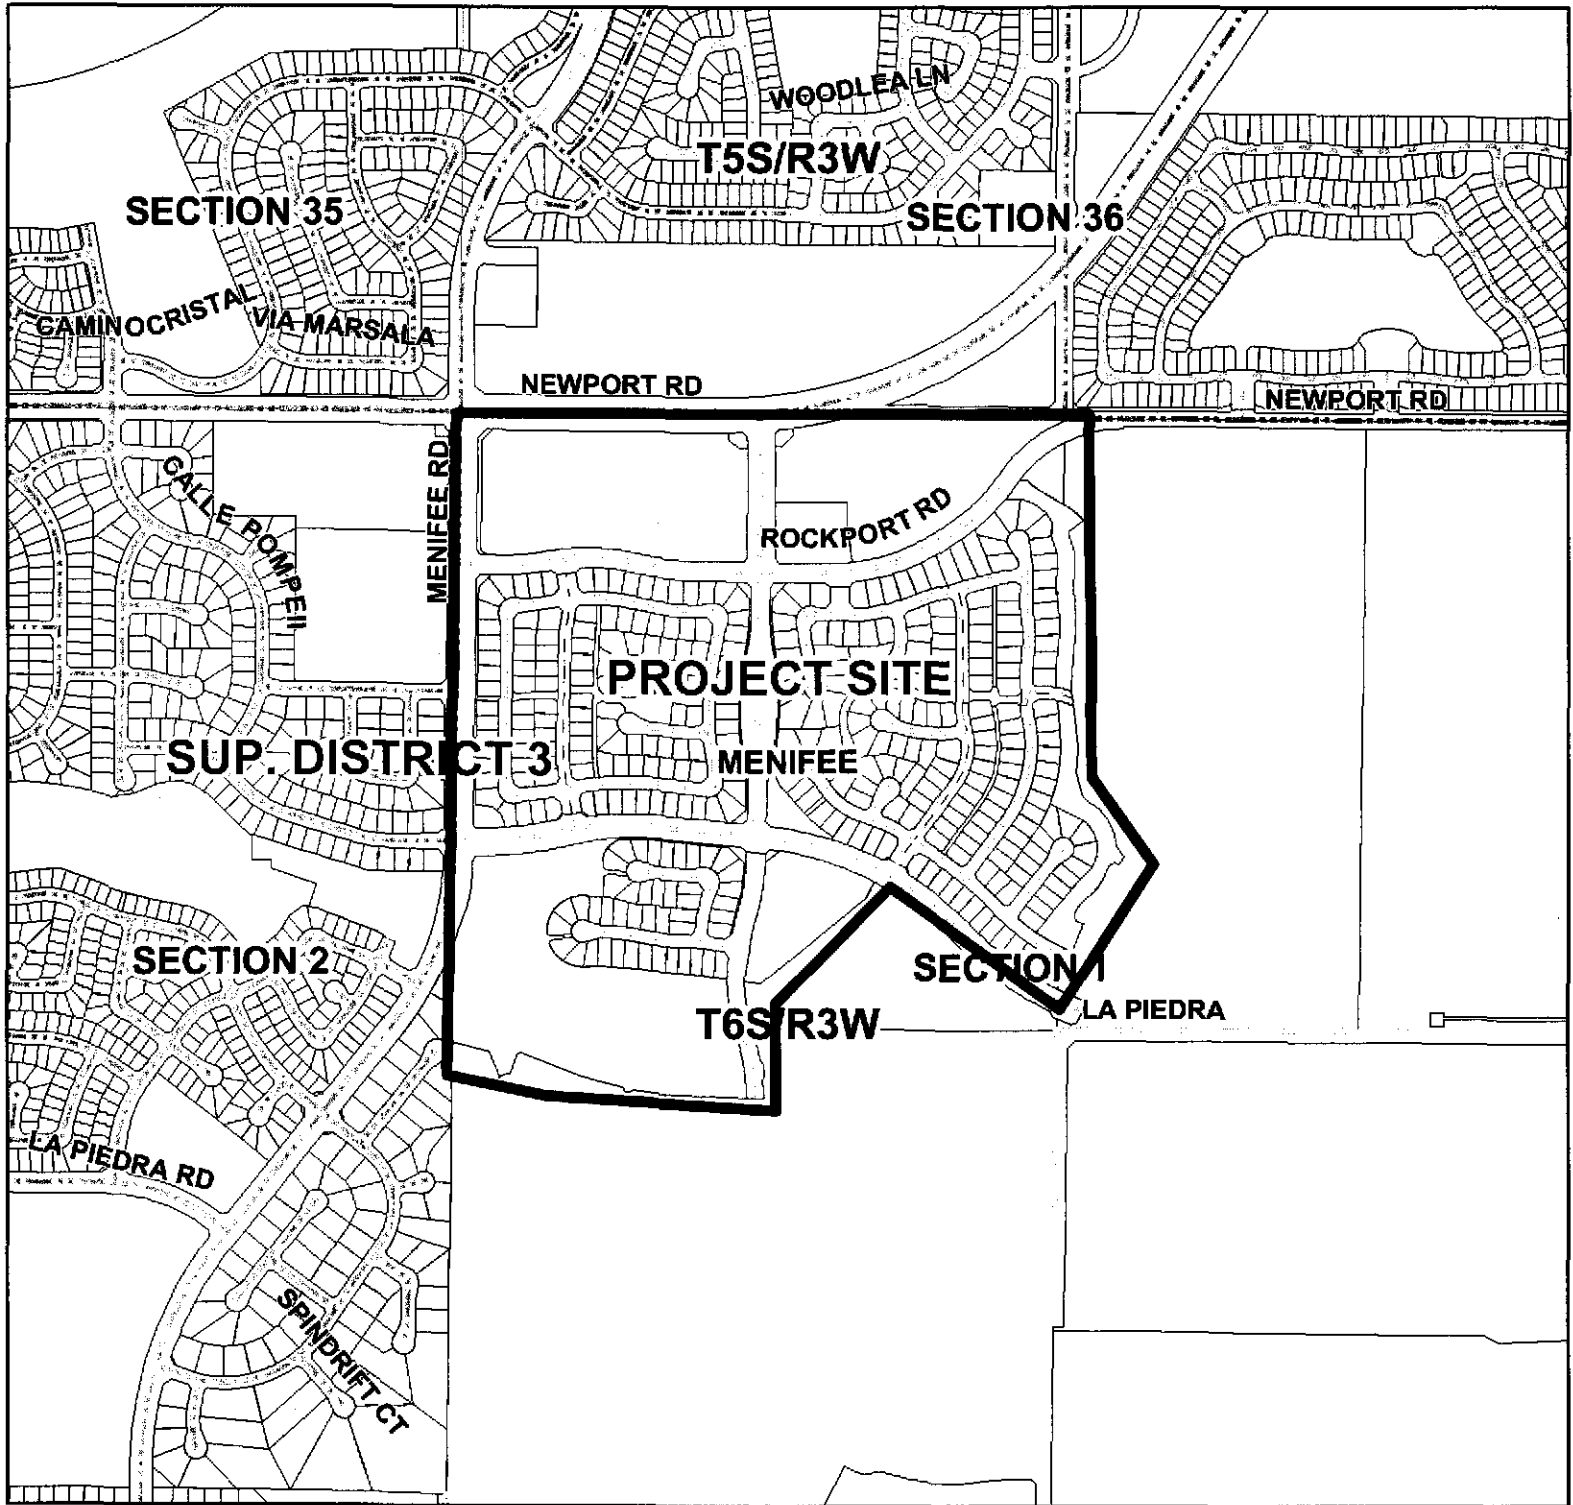 WOODLEA LN
T5S/R3W
SECTION 35
SECTION 36
CAMINO CRISTAL
VIA MARSALA
NEWPORT RD
NEWPORT RD
MENIFEE RD
CALLE POMPEII
ROCKPORT RD
PROJECT SITE
SUP. DISTRICT 3
MENIFEE
SECTION 2
SECTION 1
T6S/R3W
LA PIEDRA
LA PIEDRA RD
SPINDRIFT CT